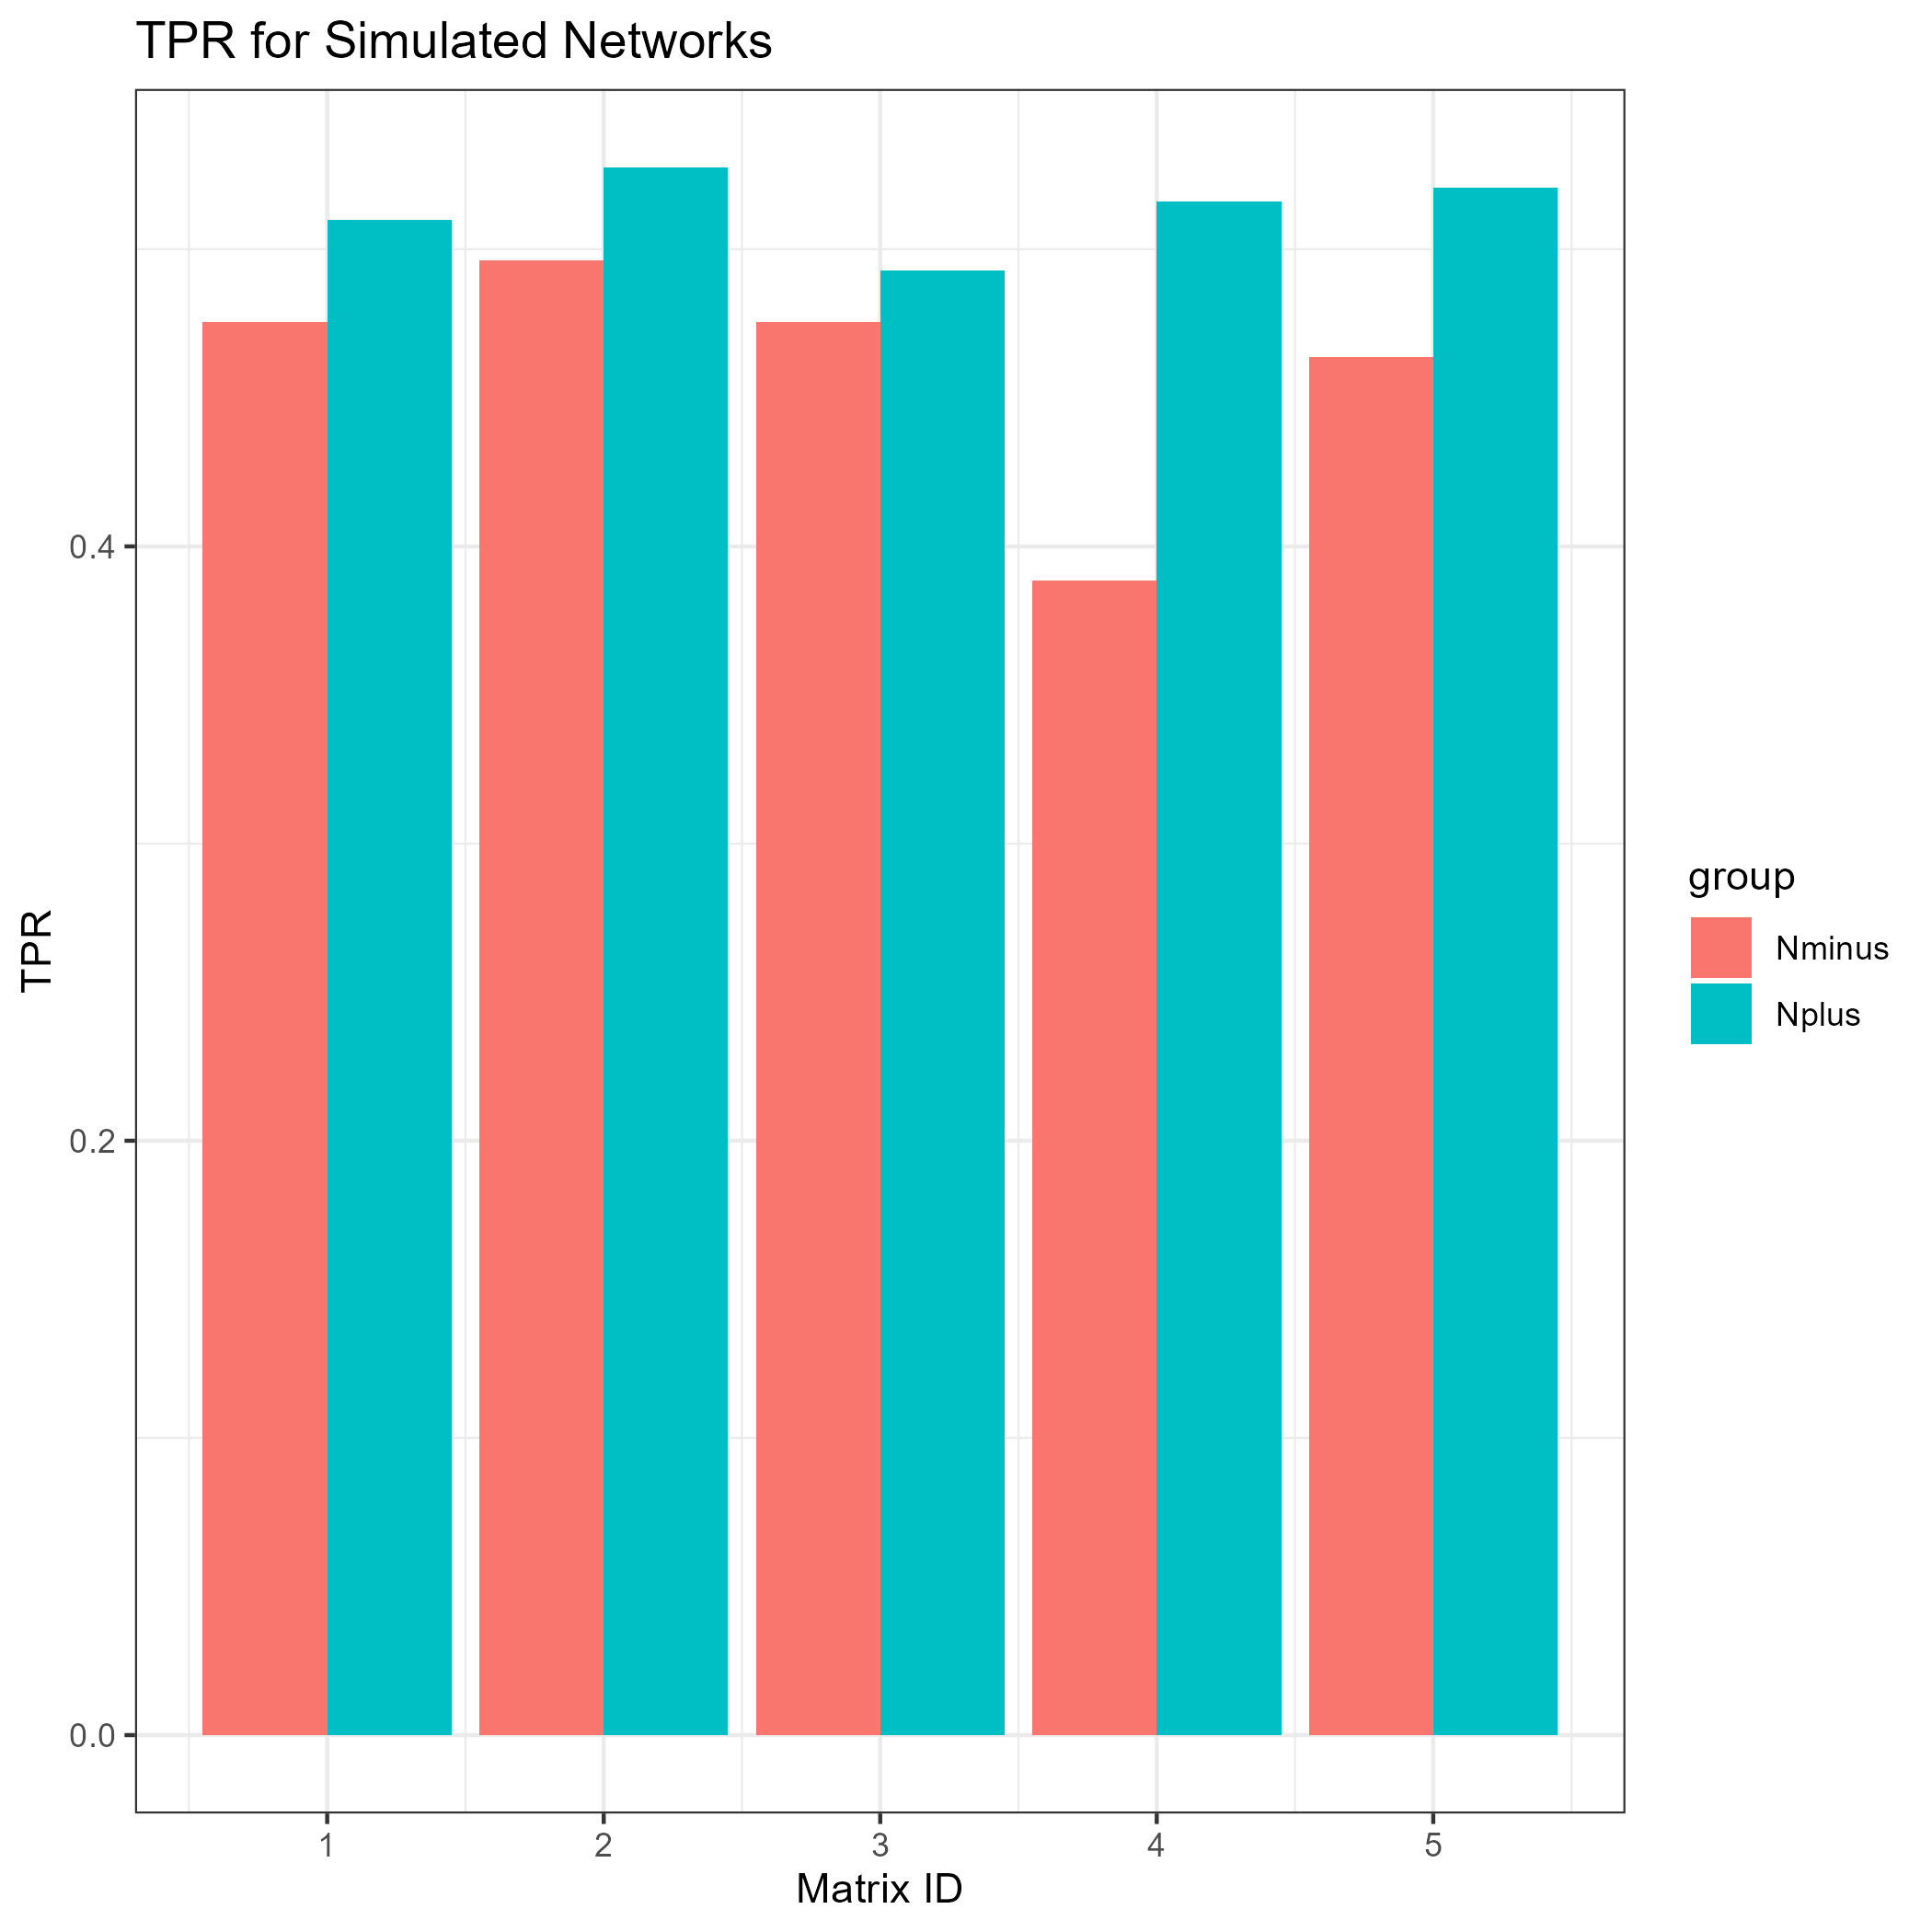 TPR for Simulated Networks
TPR
0.4
0.2
0.0
1 2 3 4 5
Matrix ID
group
Nminus
Nplus